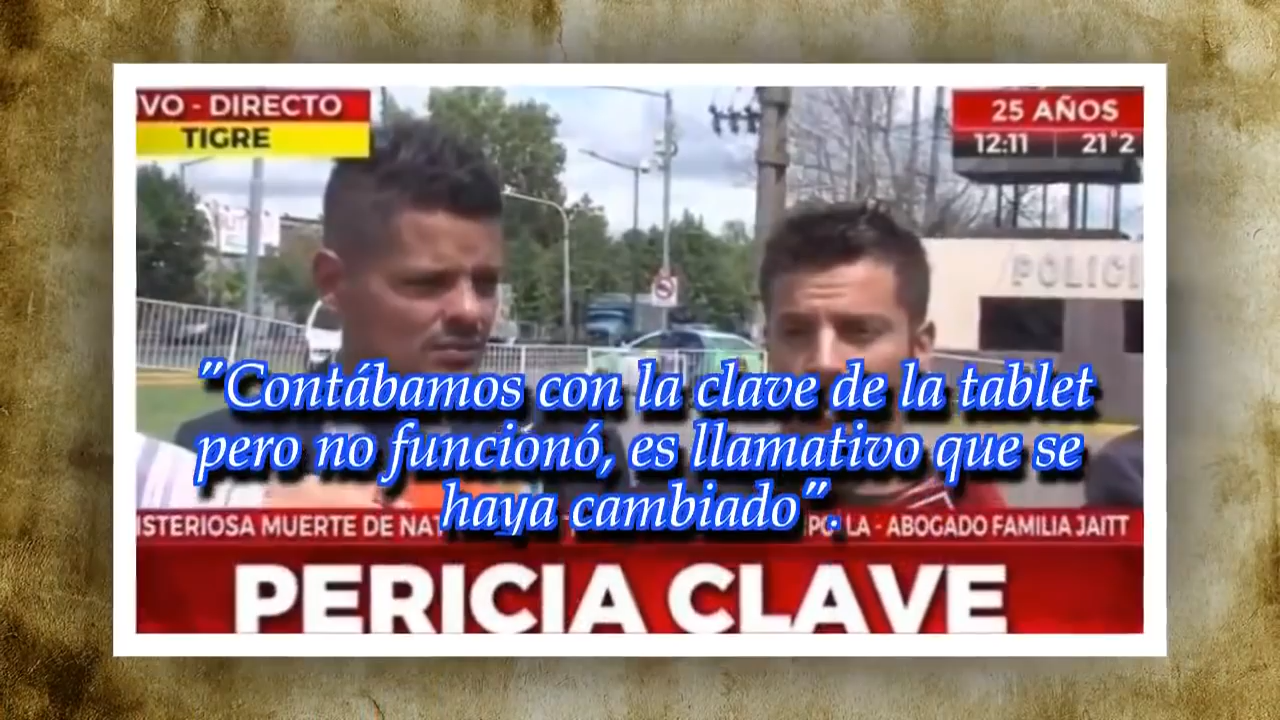 VO - DIRECTO
TIGRE
25 AÑOS
12:11 21°2
POLICI
"Contábamos con la clave de la tablet
pero no funcionó, es llamativo que se
haya cambiado".
ISTERIOSA MUERTE DE NAT
LA - ABOGADO FAMILIA JAITT
PERICIA CLAVE